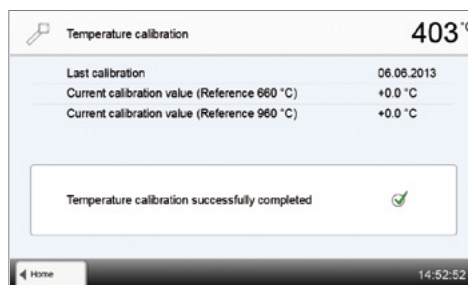 Temperature calibration 403 °C
Last calibration 06.06.2013
Current calibration value (Reference 660 °C) +0.0 °C
Current calibration value (Reference 960 °C) +0.0 °C
Temperature calibration successfully completed
Home 14:52:52